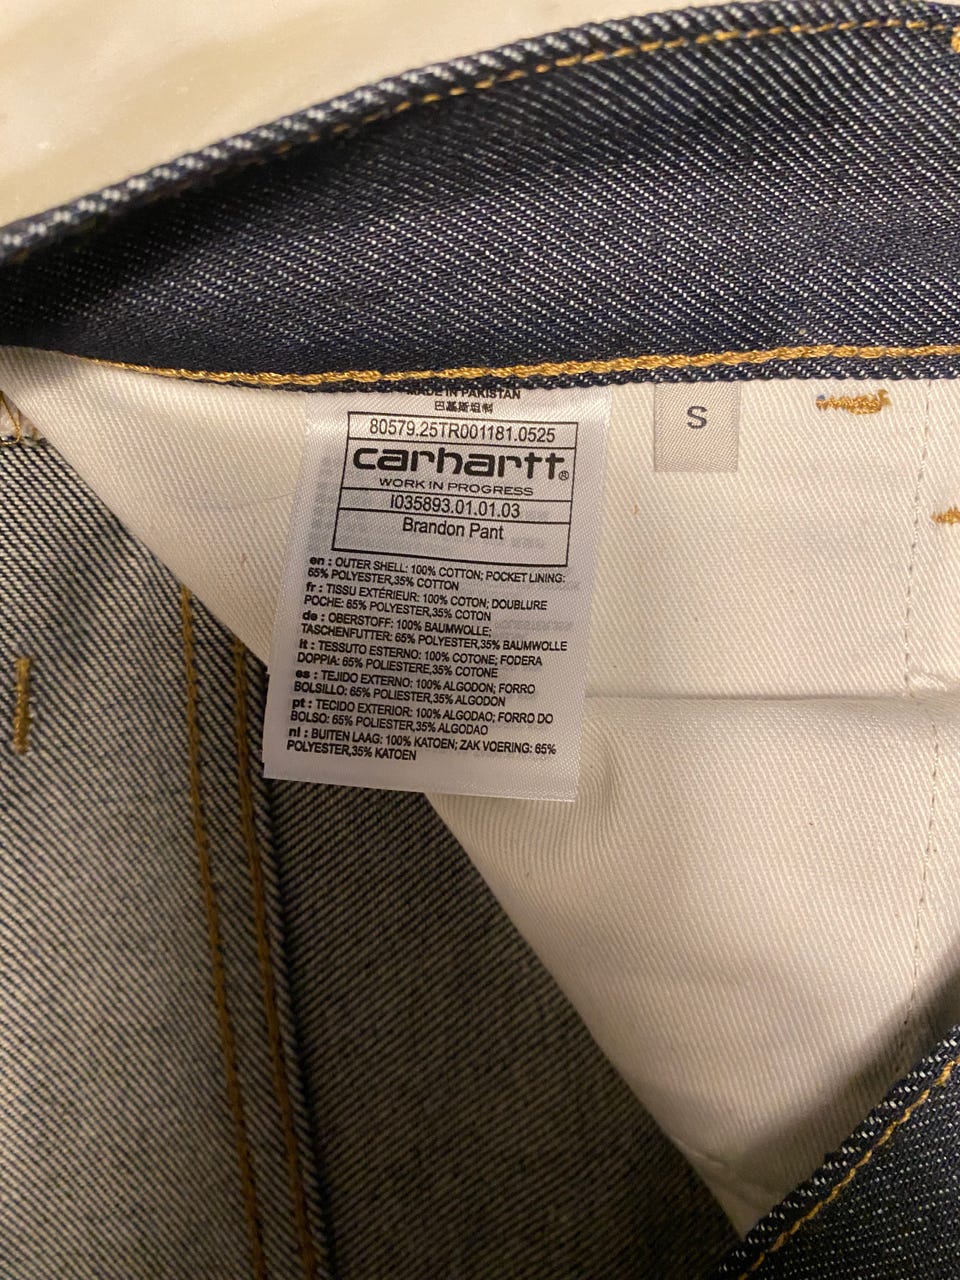 MADE IN PAKISTAN
巴基斯坦制
80579.25TR001181.0525
carhartt®
WORK IN PROGRESS
I035893.01.01.03
Brandon Pant
en : OUTER SHELL: 100% COTTON; POCKET LINING:
65% POLYESTER,35% COTTON
fr : TISSU EXTÉRIEUR: 100% COTON; DOUBLURE
POCHE: 65% POLYESTER,35% COTON
de : OBERSTOFF: 100% BAUMWOLLE;
TASCHENFUTTER: 65% POLYESTER,35% BAUMWOLLE
it : TESSUTO ESTERNO: 100% COTONE; FODERA
DOPPIA: 65% POLIESTERE,35% COTONE
es : TEJIDO EXTERNO: 100% ALGODON; FORRO
BOLSILLO: 65% POLIESTER,35% ALGODON
pt : TECIDO EXTERIOR: 100% ALGODAO; FORRO DO
BOLSO: 65% POLIESTER,35% ALGODAO
nl : BUITEN LAAG: 100% KATOEN; ZAK VOERING: 65%
POLYESTER,35% KATOEN
S